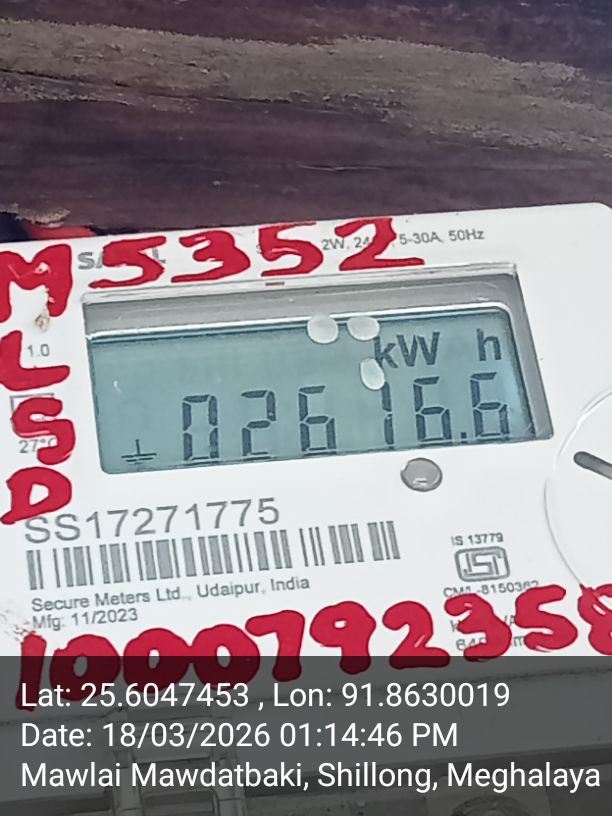 M5352
2W, 24 5-30A, 50Hz
L
1.0
kW h
S
27°C
02616.6
D
SS17271775
IS 13779
ISI
Secure Meters Ltd., Udaipur, India
Mfg: 11/2023
1000792358
Lat: 25.6047453 , Lon: 91.8630019
Date: 18/03/2026 01:14:46 PM
Mawlai Mawdatbaki, Shillong, Meghalaya